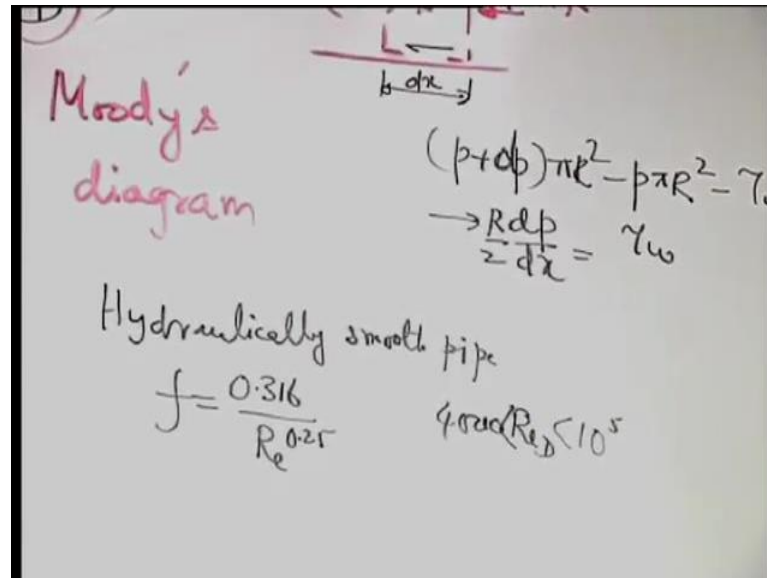 dx
Moody's
diagram
(p+dp)πR² - pπR² - τ
→ R/2 dp/dx = τw
Hydraulically smooth pipe
f = 0.316/Re^0.25
4000<Re_D<10⁵